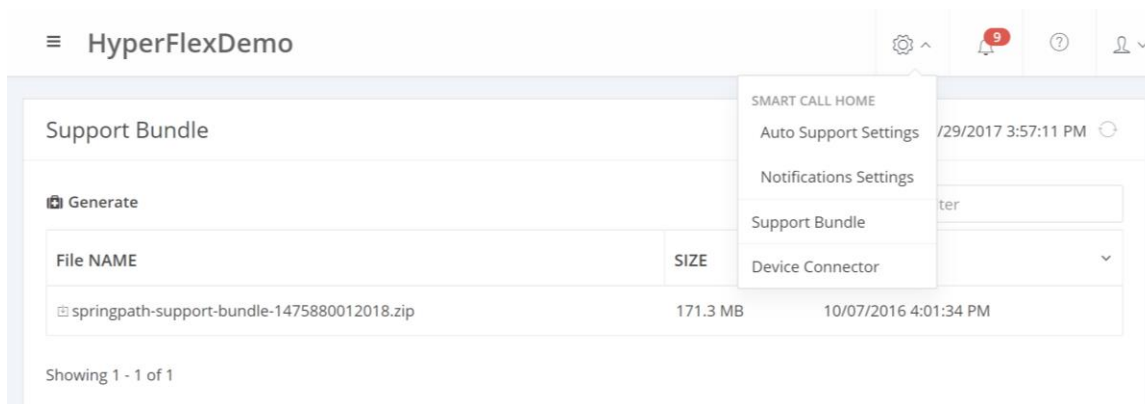 HyperFlexDemo
9
SMART CALL HOME
Support Bundle
Auto Support Settings
/29/2017 3:57:11 PM
Notifications Settings
Generate
ter
Support Bundle
File NAME
SIZE
Device Connector
springpath-support-bundle-1475880012018.zip
171.3 MB
10/07/2016 4:01:34 PM
Showing 1 - 1 of 1